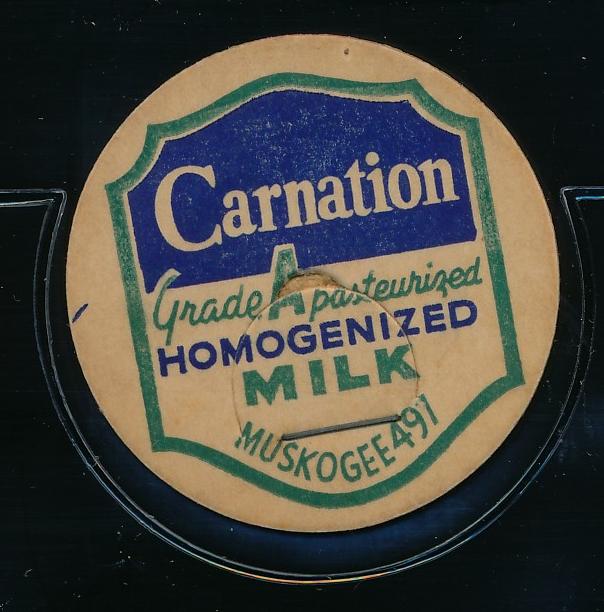 Carnation
Grade A pasteurized
HOMOGENIZED
MILK
MUSKOGEE 491